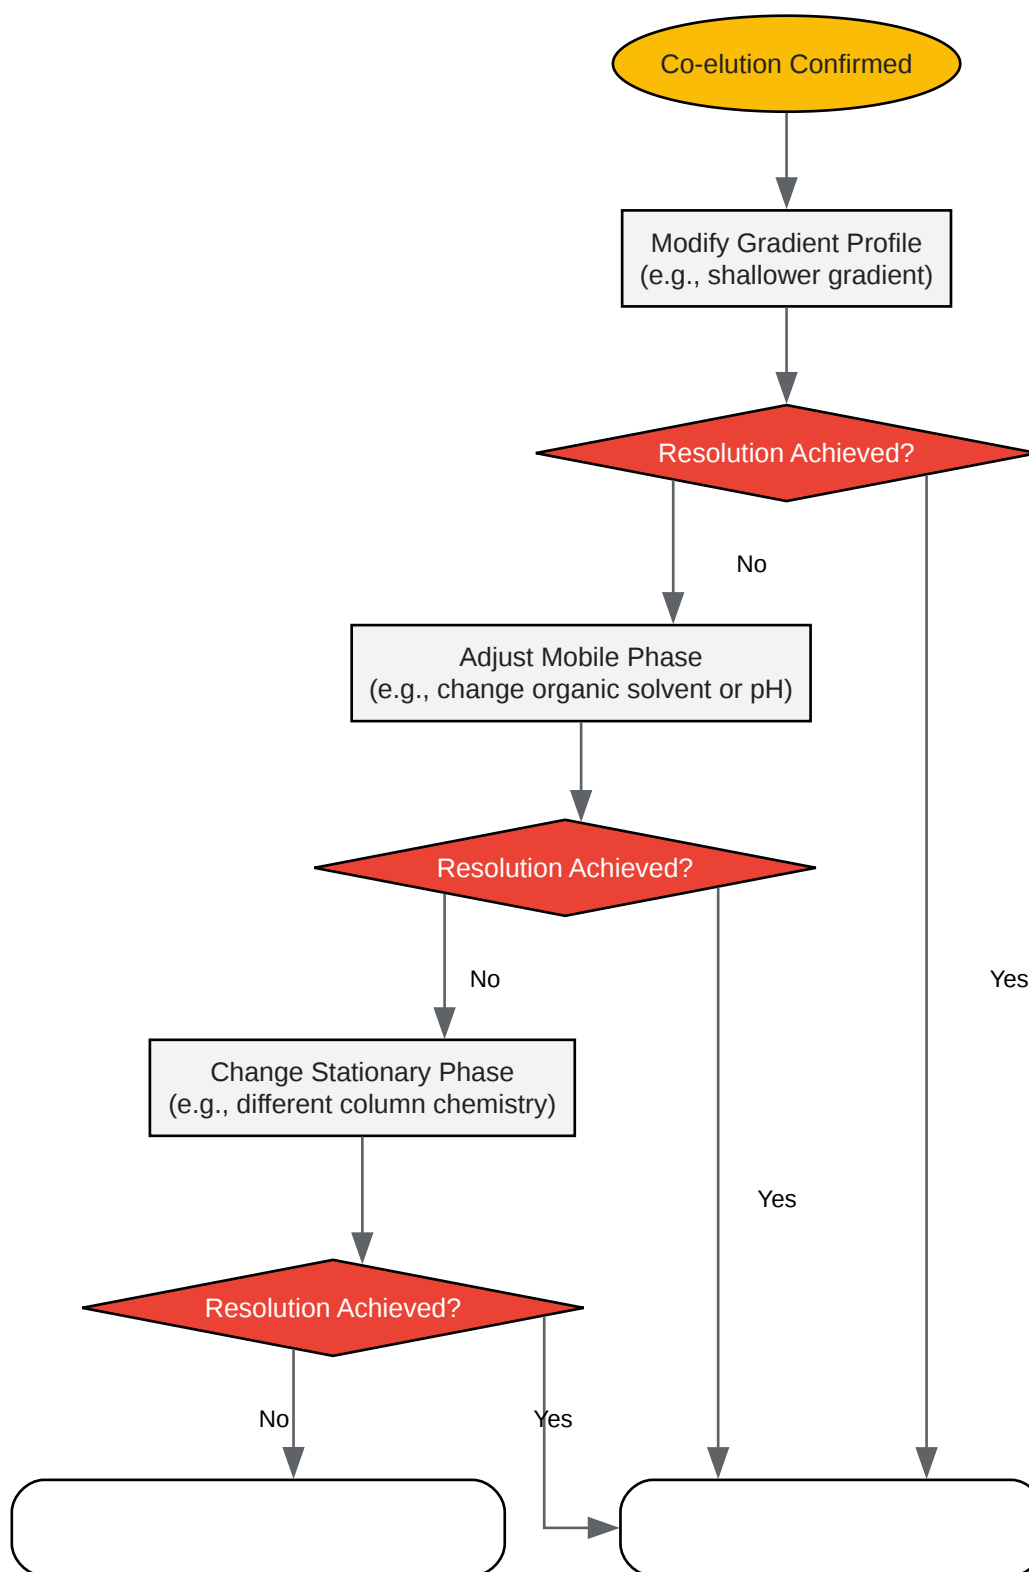 Co-elution Confirmed
Modify Gradient Profile
(e.g., shallower gradient)
Resolution Achieved?
No
Adjust Mobile Phase
(e.g., change organic solvent or pH)
Resolution Achieved?
No
Yes
Change Stationary Phase
(e.g., different column chemistry)
Yes
Resolution Achieved?
No
Yes